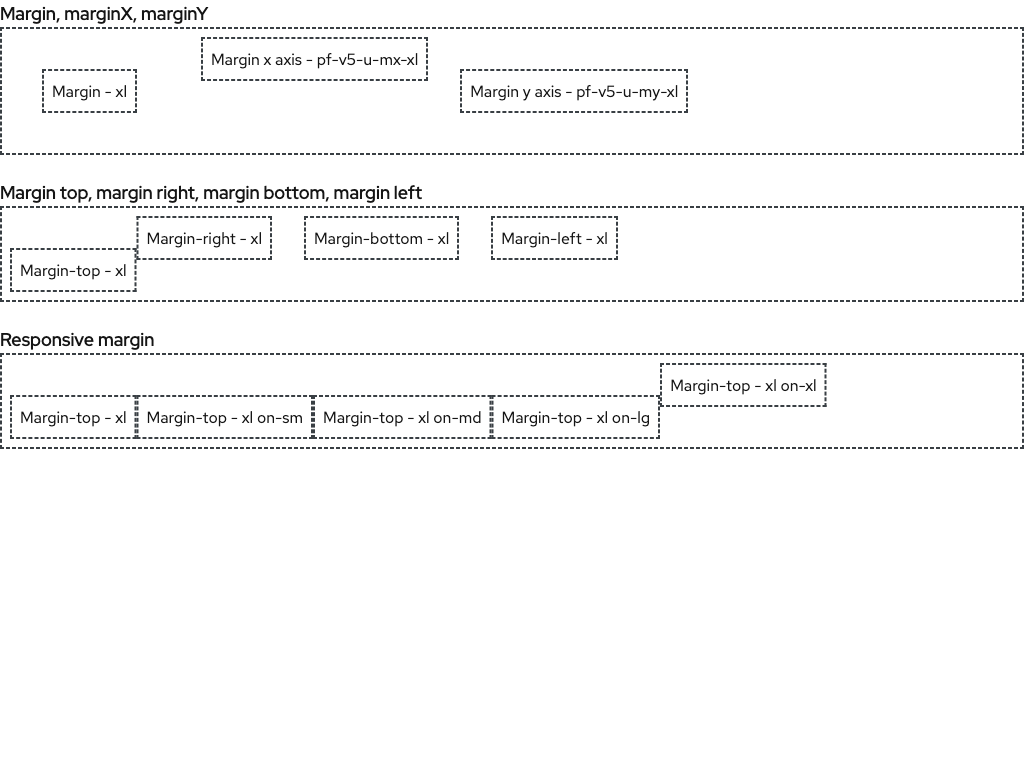 Margin, marginX, marginY
Margin - xl
Margin x axis - pf-v5-u-mx-xl
Margin y axis - pf-v5-u-my-xl
Margin top, margin right, margin bottom, margin left
Margin-top - xl
Margin-right - xl
Margin-bottom - xl
Margin-left - xl
Responsive margin
Margin-top - xl
Margin-top - xl on-sm
Margin-top - xl on-md
Margin-top - xl on-lg
Margin-top - xl on-xl